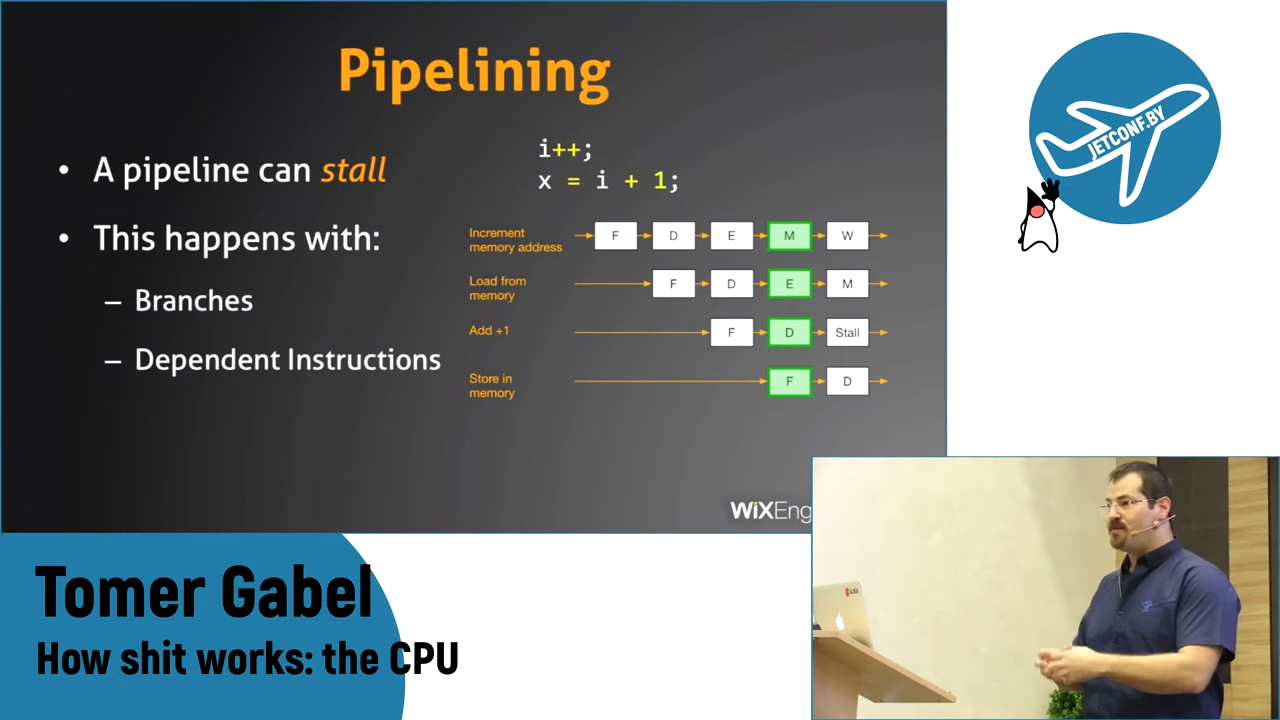 Pipelining
• A pipeline can stall
• This happens with:
– Branches
– Dependent Instructions
i++;
x = i + 1;
Increment
memory address
F D E M W
Load from
memory
F D E M
Add +1
F D Stall
Store in
memory
F D
WiXEng
JETCONF.BY
Tomer Gabel
How shit works: the CPU